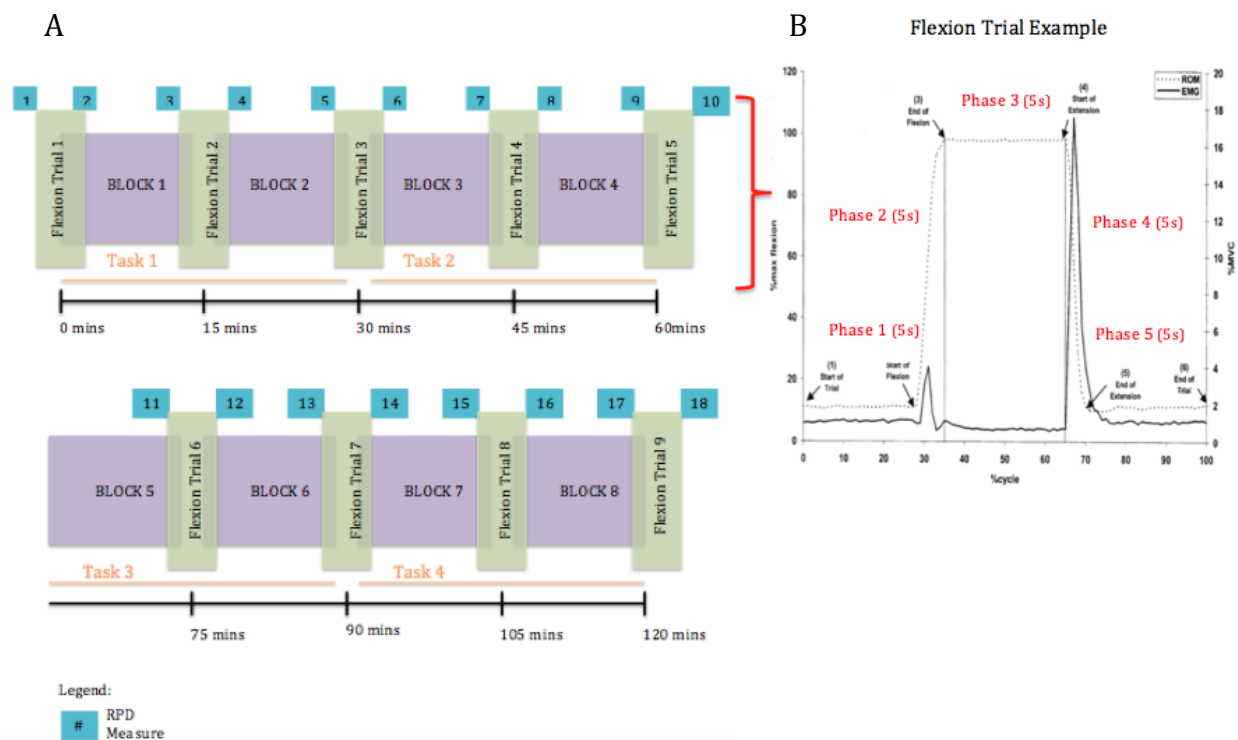 A
1
2
3
4
5
6
7
8
9
10
Flexion Trial 1
BLOCK 1
Flexion Trial 2
BLOCK 2
Flexion Trial 3
BLOCK 3
Flexion Trial 4
BLOCK 4
Flexion Trial 5
Task 1
Task 2
0 mins
15 mins
30 mins
45 mins
60mins
11
12
13
14
15
16
17
18
BLOCK 5
Flexion Trial 6
BLOCK 6
Flexion Trial 7
BLOCK 7
Flexion Trial 8
BLOCK 8
Flexion Trial 9
Task 3
Task 4
75 mins
90 mins
105 mins
120 mins
Legend:
#
RPD
Measure
B
Flexion Trial Example
120
100
80
60
40
20
0
%max flexion
20
18
16
14
12
10
8
6
4
2
0
%MVC
ROM
EMG
Phase 3 (5s)
(3)
End of
Flexion
(4)
Start of
Extension
Phase 2 (5s)
Phase 4 (5s)
Phase 1 (5s)
Phase 5 (5s)
(1)
Start of
Trial
Start of
Flexion
(5)
End of
Extension
(6)
End of
Trial
0
10
20
30
40
50
60
70
80
90
100
%cycle